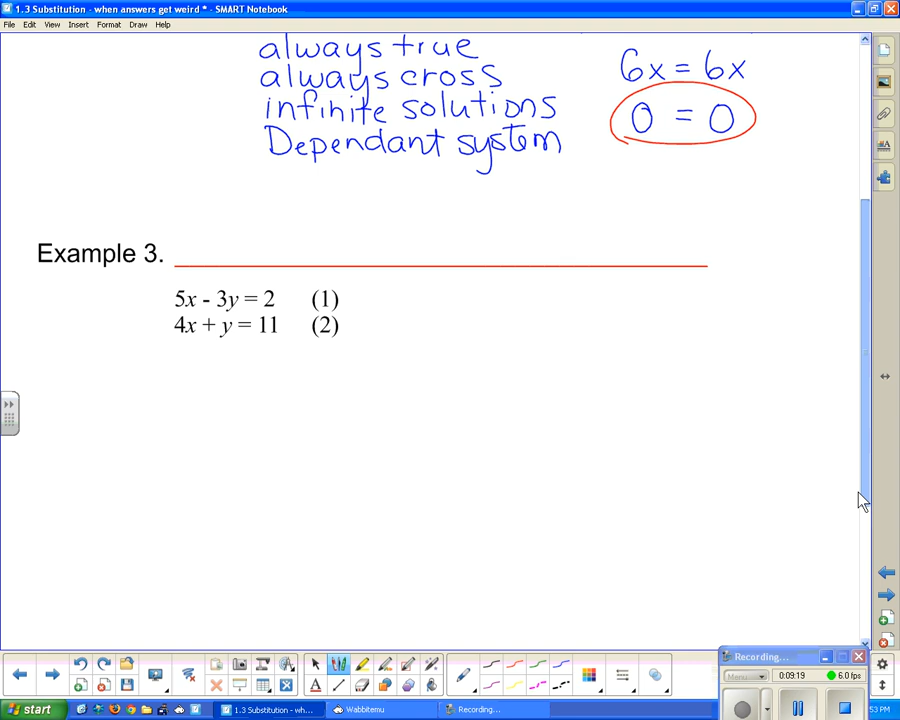 1.3 Substitution - when answers get weird * - SMART Notebook
File Edit View Insert Format Draw Help
always true
always cross
infinite solutions
Dependant system
6x = 6x
0 = 0
Example 3.
5x - 3y = 2 (1)
4x + y = 11 (2)
Recording...
Menu
0:09:19 6.0 fps
start
1.3 Substitution - wh...
Wabbitemu
Recording...
53 PM